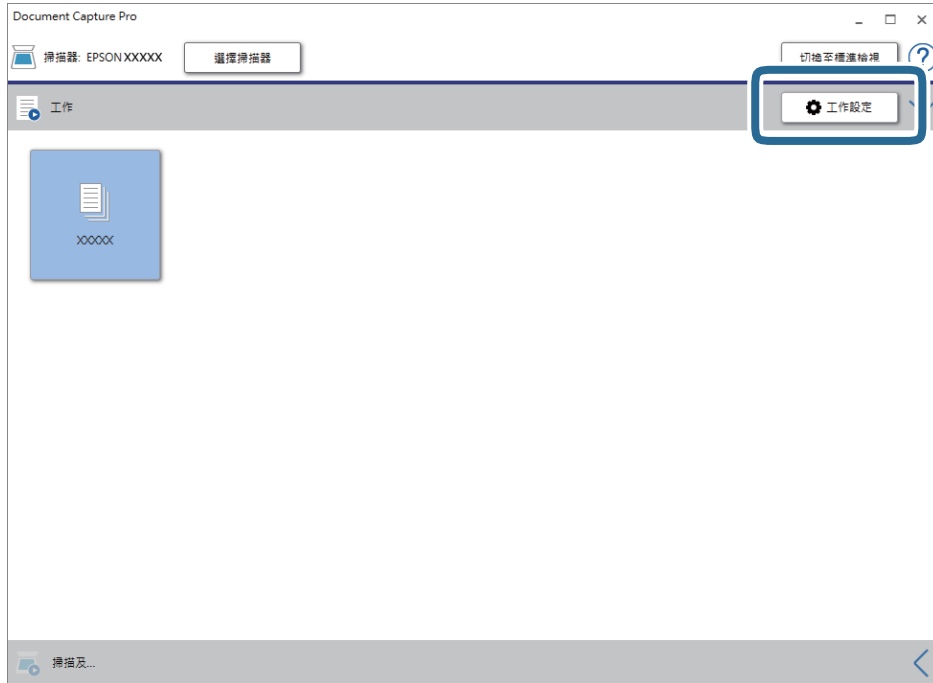 Document Capture Pro
掃描器: EPSON XXXXX
選擇掃描器
切換至標準檢視
?
工作
工作設定
XXXXX
掃描及...